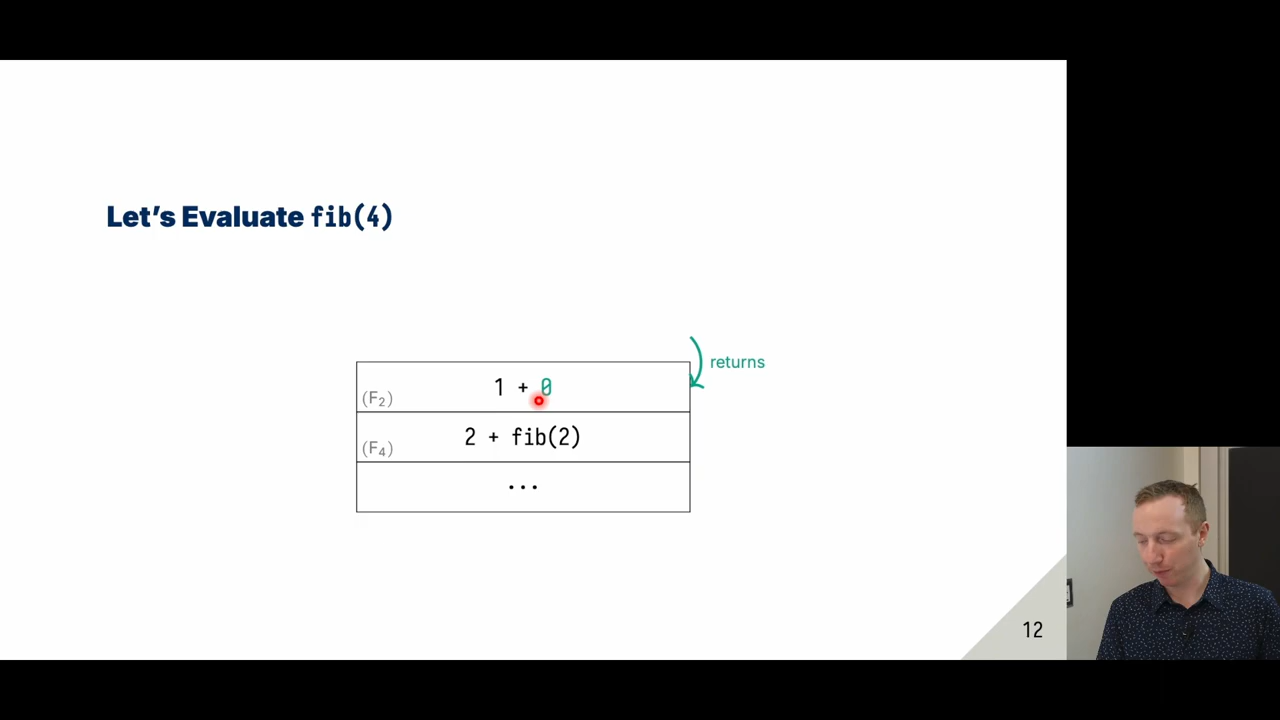 Let's Evaluate fib(4)
returns
1 + 0
(F₂)
2 + fib(2)
(F₄)
...
12